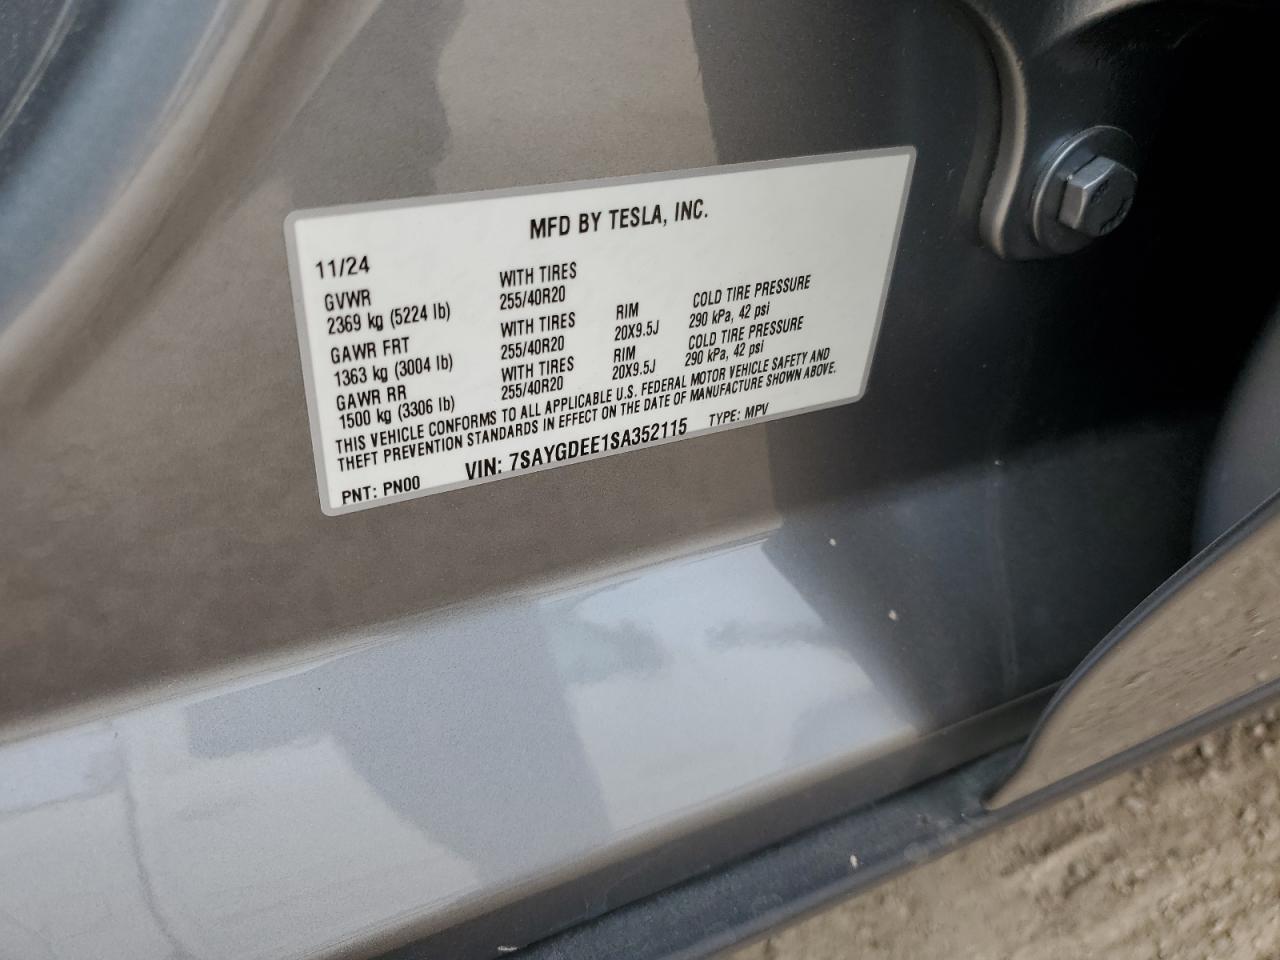 MFD BY TESLA, INC.
11/24
GVWR
2369 kg (5224 lb)
WITH TIRES
255/40R20
GAWR FRT
1363 kg (3004 lb)
WITH TIRES
255/40R20
RIM
20X9.5J
COLD TIRE PRESSURE
290 kPa, 42 psi
GAWR RR
1500 kg (3306 lb)
WITH TIRES
255/40R20
RIM
20X9.5J
COLD TIRE PRESSURE
290 kPa, 42 psi
THIS VEHICLE CONFORMS TO ALL APPLICABLE U.S. FEDERAL MOTOR VEHICLE SAFETY AND
THEFT PREVENTION STANDARDS IN EFFECT ON THE DATE OF MANUFACTURE SHOWN ABOVE.
PNT: PN00 VIN: 7SAYGDEE1SA352115 TYPE: MPV